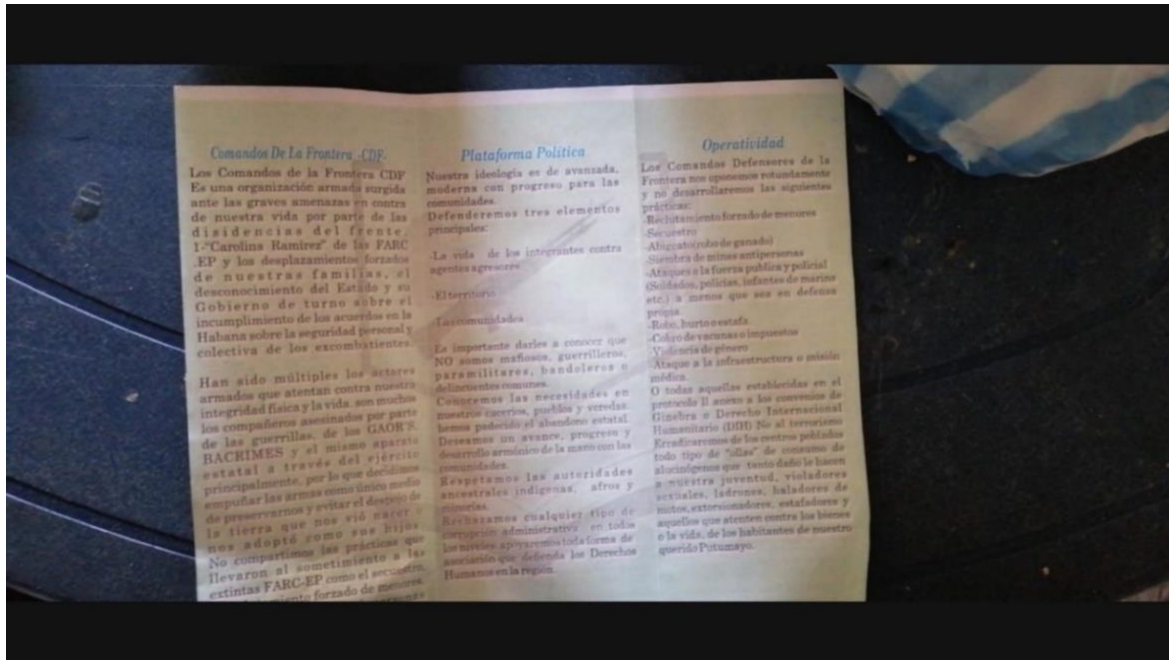 Comandos De La Frontera -CDF-
Los Comandos de la Frontera CDF
Es una organización armada surgida
ante las graves amenazas en contra
de nuestra vida por parte de las
disidencias del frente.
1-"Carolina Ramírez" de las FARC
.EP y los desplazamientos forzados
de nuestras familias, el
desconocimiento del Estado y su
Gobierno de turno sobre el
incumplimiento de los acuerdos en la
Habana sobre la seguridad personal y
colectiva de los excombatientes.
Han sido múltiples los actores
armados que atentan contra nuestra
integridad física y la vida, son muchos
los compañeros asesinados por parte
de las guerrillas, de los GAOR'S,
BACRIMES y el mismo aparato
estatal a través del ejército
principalmente, por lo que decidimos
empuñar las armas como único medio
de preservarnos y evitar el despojo de
la tierra que nos vió nacer o
nos adoptó como sus hijos
No compartimos las prácticas que
llevaron al sometimiento a las
extintas FARC-EP como el secuestro,
forzado de menores,
Plataforma Política
Nuestra ideología es de avanzada,
moderna con progreso para las
comunidades.
Defenderemos tres elementos
principales:
-La vida de los integrantes contra
agentes agresores
-El territorio
-Las comunidades
Es importante darles a conocer que
NO somos mafiosos, guerrilleros,
paramilitares, bandoleros o
delincuentes comunes.
Conocemos las necesidades en
nuestros caseríos, pueblos y veredas,
hemos padecido el abandono estatal.
Deseamos un avance, progreso y
desarrollo armónico de la mano con las
comunidades.
Respetamos las autoridades
ancestrales indígenas, afros y
minorías.
Rechazamos cualquier tipo de
corrupción administrativa en todos
los niveles, apoyaremos toda forma de
asociación que defienda los Derechos
Humanos en la región.
Operatividad
Los Comandos Defensores de la
Frontera nos oponemos rotundamente
y no desarrollaremos las siguientes
prácticas:
-Reclutamiento forzado de menores
-Secuestro
-Abigeato(robo de ganado)
-Siembra de minas antipersonas
-Ataques a la fuerza publica y policial
(Soldados, policías, infantes de marina
etc.) a menos que sea en defensa
propia.
-Robo, hurto o estafa.
-Cobro de vacunas o impuestos
-Violencia de género
Ataque a la infraestructura o misión
médica.
O todas aquellas establecidas en el
protocolo II anexo a los convenios de
Ginebra o Derecho Internacional
Humanitario (DIH) No al terrorismo
Erradicaremos de los centros poblados
todo tipo de "ollas" de consumo de
alucinógenos que tanto daño le hacen
a nuestra juventud, violadores
sexuales, ladrones, haladores de
motos, extorsionadores, estafadores y
aquellos que atenten contra los bienes
o la vida, de los habitantes de nuestro
querido Putumayo.